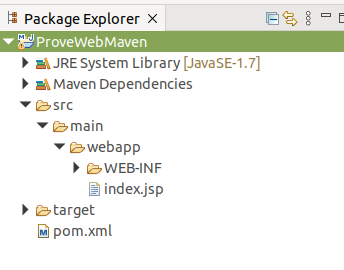 Package Explorer
ProveWebMaven
JRE System Library [JavaSE-1.7]
Maven Dependencies
src
main
webapp
WEB-INF
index.jsp
target
pom.xml